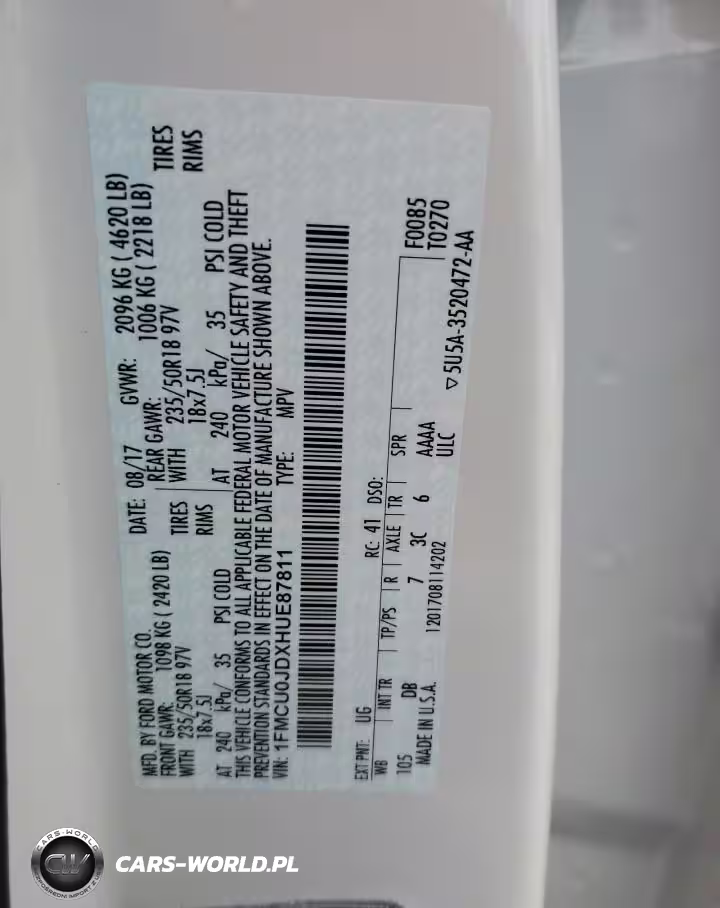 MFD. BY FORD MOTOR CO. DATE: 08/17 GVWR: 2096 KG ( 4620 LB)
FRONT GAWR: 1098 KG ( 2420 LB) REAR GAWR: 1006 KG ( 2218 LB)
WITH 235/50R18 97V TIRES WITH 235/50R18 97V TIRES
18x7.5J RIMS 18x7.5J RIMS
AT 240 kPa/ 35 PSI COLD AT 240 kPa/ 35 PSI COLD
THIS VEHICLE CONFORMS TO ALL APPLICABLE FEDERAL MOTOR VEHICLE SAFETY AND THEFT
PREVENTION STANDARDS IN EFFECT ON THE DATE OF MANUFACTURE SHOWN ABOVE.
VIN: 1FMCU0JDXHUE87811 TYPE: MPV
EXT PNT: UG RC: 41 DSO: F0085
WB INT TR TP/PS R AXLE TR SPR T0270
105 DB 7 3C 6 AAAA ▽5U5A-3520472-AA
MADE IN U.S.A. 1201708114202 ULC
CARS-WORLD
CW
CARS-WORLD.PL